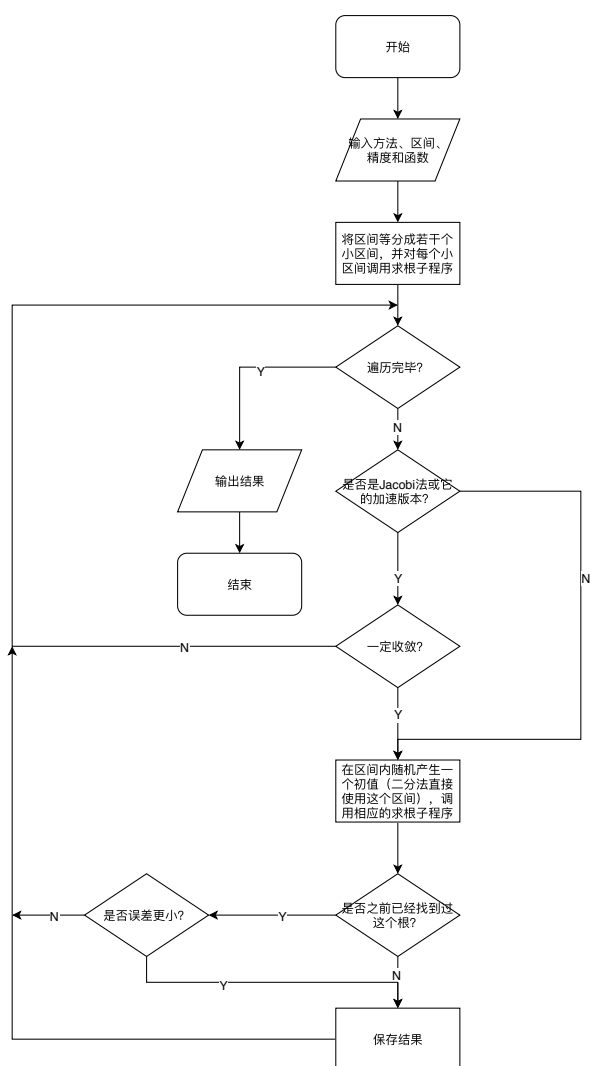 开始
输入方法、区间、
精度和函数
将区间等分成若干个
小区间，并对每个小
区间调用求根子程序
遍历完毕？
Y
N
输出结果
是否是Jacobi法或它
的加速版本？
结束
Y
N
一定收敛？
N
Y
在区间内随机产生一
个初值（二分法直接
使用这个区间），调
用相应的求根子程序
是否误差更小？
是否之前已经找到过
这个根？
N
Y
N
Y
保存结果